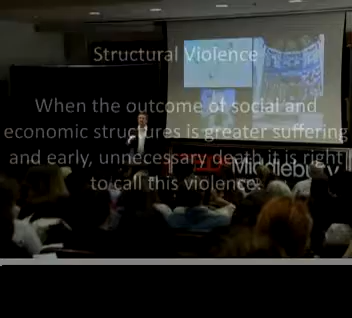 Structural Violence
When the outcome of social and
economic structures is greater suffering
and early, unnecessary death it is right
to call this violence.
Middlebury